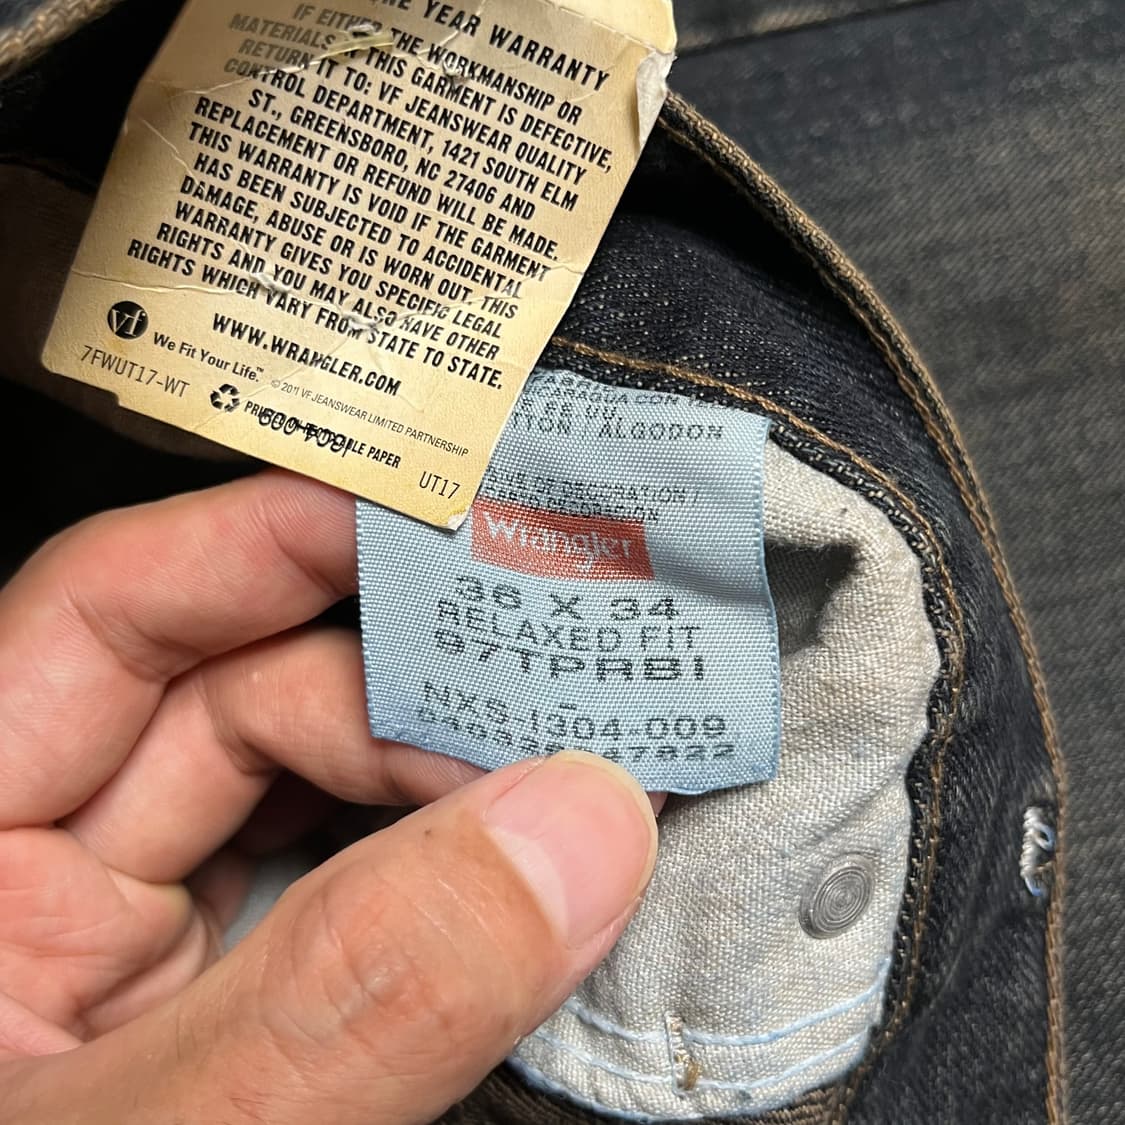 NE YEAR WARRANTY
IF EITHER THE WORKMANSHIP OR
MATERIALS IN THIS GARMENT IS DEFECTIVE,
RETURN IT TO: VF JEANSWEAR QUALITY
CONTROL DEPARTMENT, 1421 SOUTH ELM
ST., GREENSBORO, NC 27406 AND
REPLACEMENT OR REFUND WILL BE MADE.
THIS WARRANTY IS VOID IF THE GARMENT
HAS BEEN SUBJECTED TO ACCIDENTAL
DAMAGE, ABUSE OR IS WORN OUT. THIS
WARRANTY GIVES YOU SPECIFIC LEGAL
RIGHTS AND YOU MAY ALSO HAVE OTHER
RIGHTS WHICH VARY FROM STATE TO STATE.
WWW.WRANGLER.COM
vf We Fit Your Life.™ © 2011 VF JEANSWEAR LIMITED PARTNERSHIP
7FWUT17-WT
PAPER UT17
ALGODON
DECORATION /
Wrangler
36 X 34
RELAXED FIT
97TPRBI
NXS-1304-009
47822